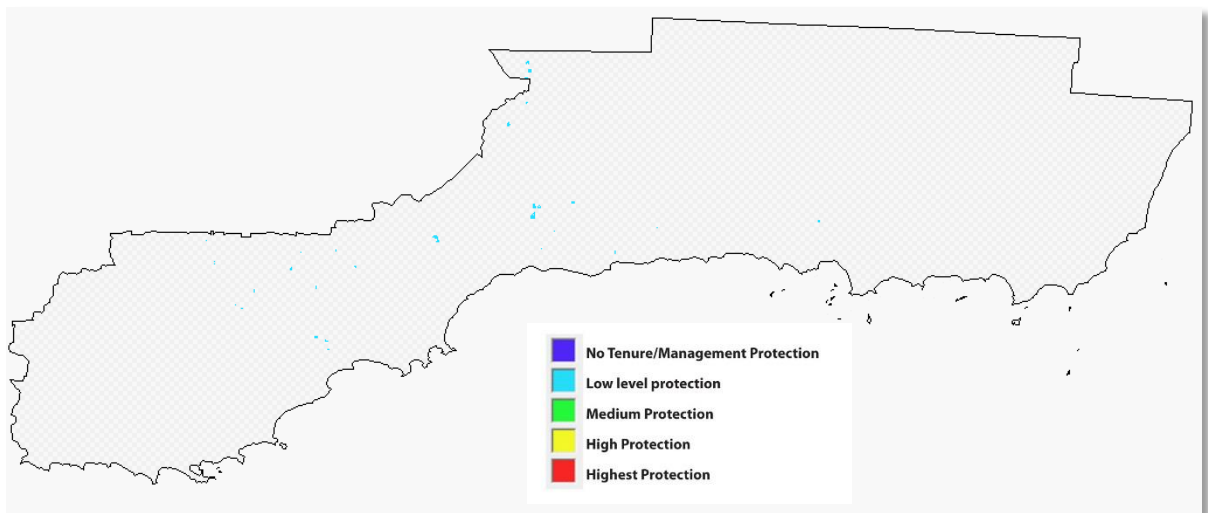 No Tenure/Management Protection
Low level protection
Medium Protection
High Protection
Highest Protection